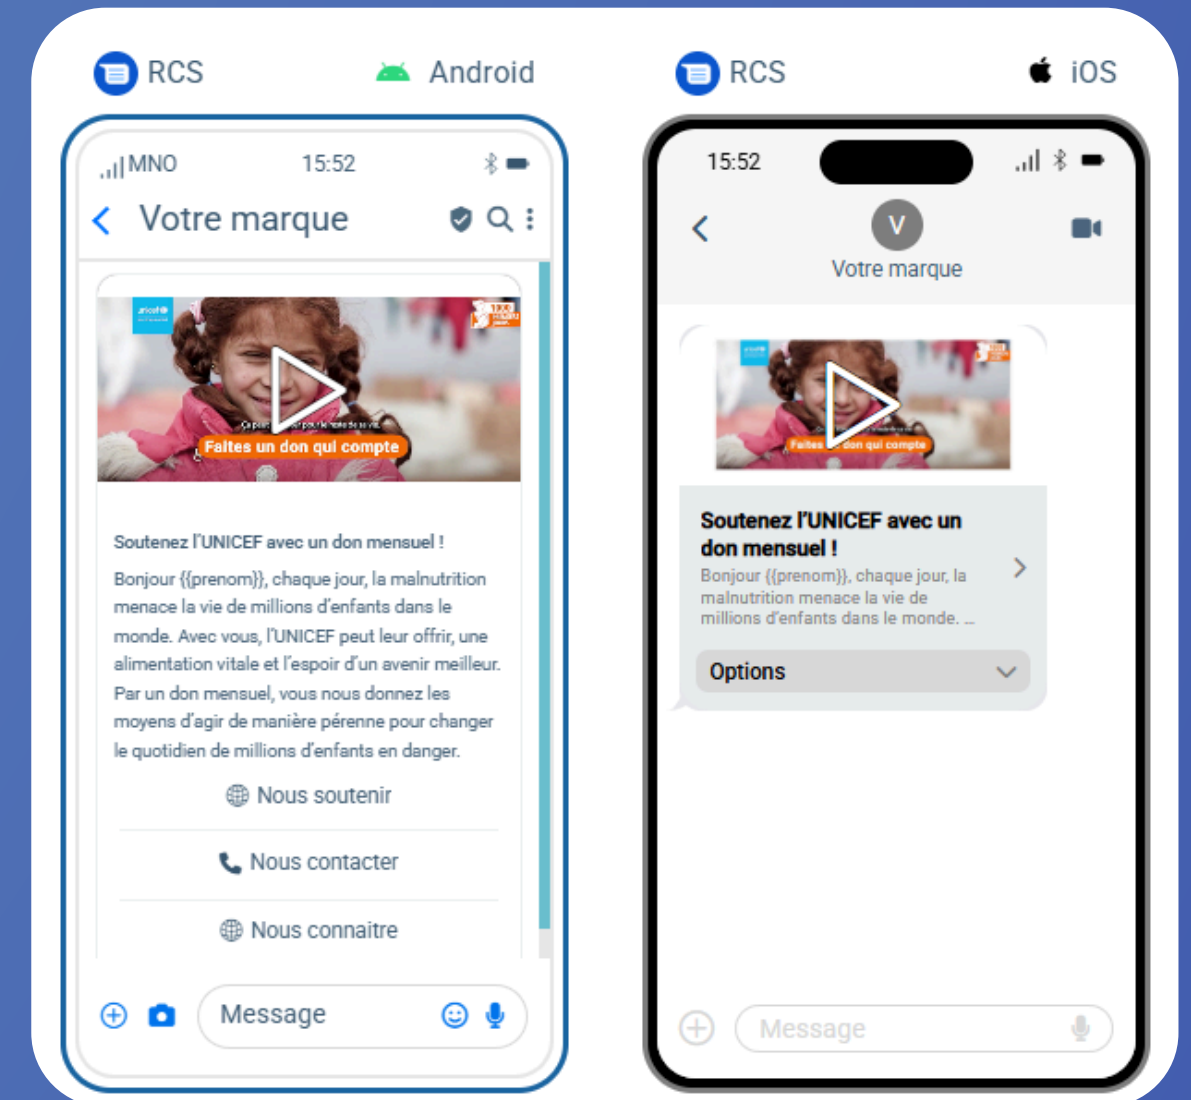 RCS
Android
MNO
15:52
Votre marque
unicef
Faites un don qui compte
Soutenez l'UNICEF avec un don mensuel !
Bonjour {{prenom}}, chaque jour, la malnutrition
menace la vie de millions d'enfants dans le
monde. Avec vous, l'UNICEF peut leur offrir, une
alimentation vitale et l'espoir d'un avenir meilleur.
Par un don mensuel, vous nous donnez les
moyens d'agir de manière pérenne pour changer
le quotidien de millions d'enfants en danger.
Nous soutenir
Nous contacter
Nous connaitre
Message
RCS
iOS
15:52
V
Votre marque
Faites un don qui compte
Soutenez l'UNICEF avec un
don mensuel !
Bonjour {{prenom}}, chaque jour, la
malnutrition menace la vie de
millions d'enfants dans le monde. ...
Options
Message